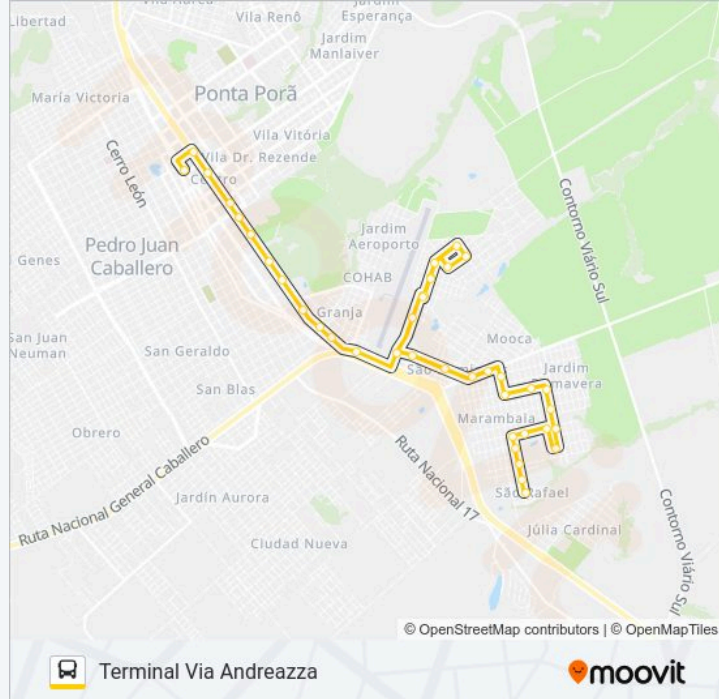 Libertad
Vila Renô
Jardim
Esperança
Jardim
Manlaiver
María Victoria
Ponta Porã
Vila Vitória
Vila Dr. Rezende
Cerro León
Centro
Contorno Viário Sul
Jardim
Aeroporto
Pedro Juan
Caballero
Genes
COHAB
Granja
San Juan
Neuman
San Geraldo
Mooca
Jardim
San Blas
Marambaia
Obrero
Ruta Nacional General Caballero
Ruta Nacional 17
Jardín Aurora
São Rafael
Contorno Viário Sul
Ciudad Nueva
Júlia Cardinal
© OpenStreetMap contributors | © OpenMapTiles
Terminal Via Andreazza
moovit